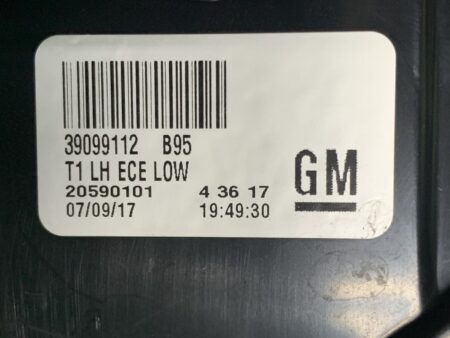 39099112 B95
T1 LH ECE LOW
20590101 4 36 17
07/09/17 19:49:30
GM